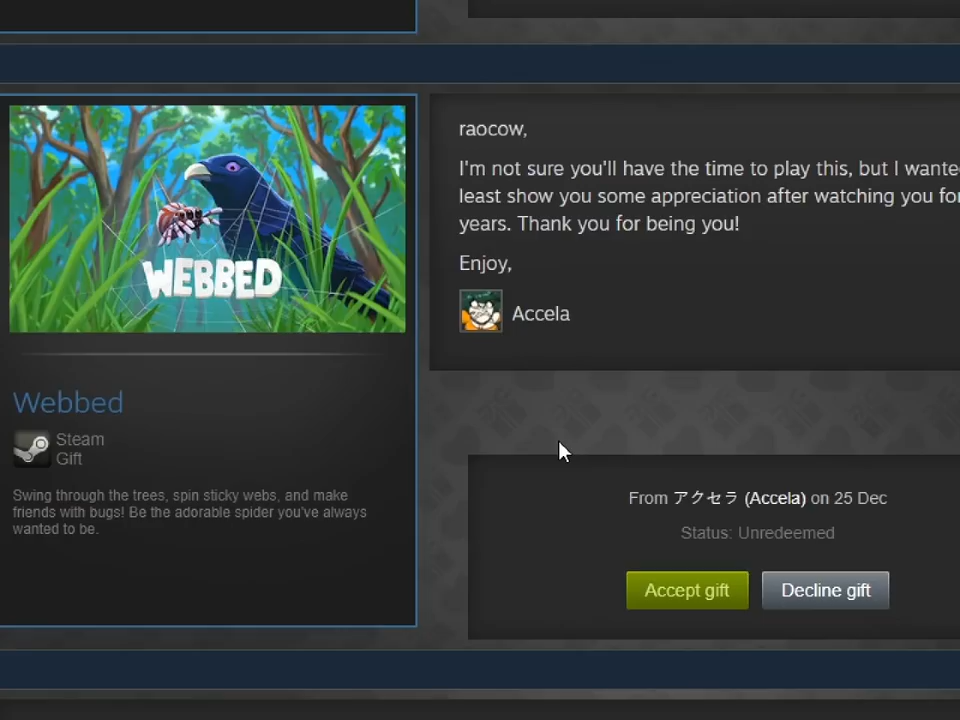 WEBBED
Webbed
Steam
Gift
Swing through the trees, spin sticky webs, and make
friends with bugs! Be the adorable spider you've always
wanted to be.
raocow,
I'm not sure you'll have the time to play this, but I wante
least show you some appreciation after watching you for
years. Thank you for being you!
Enjoy,
Accela
From アクセラ (Accela) on 25 Dec
Status: Unredeemed
Accept gift
Decline gift